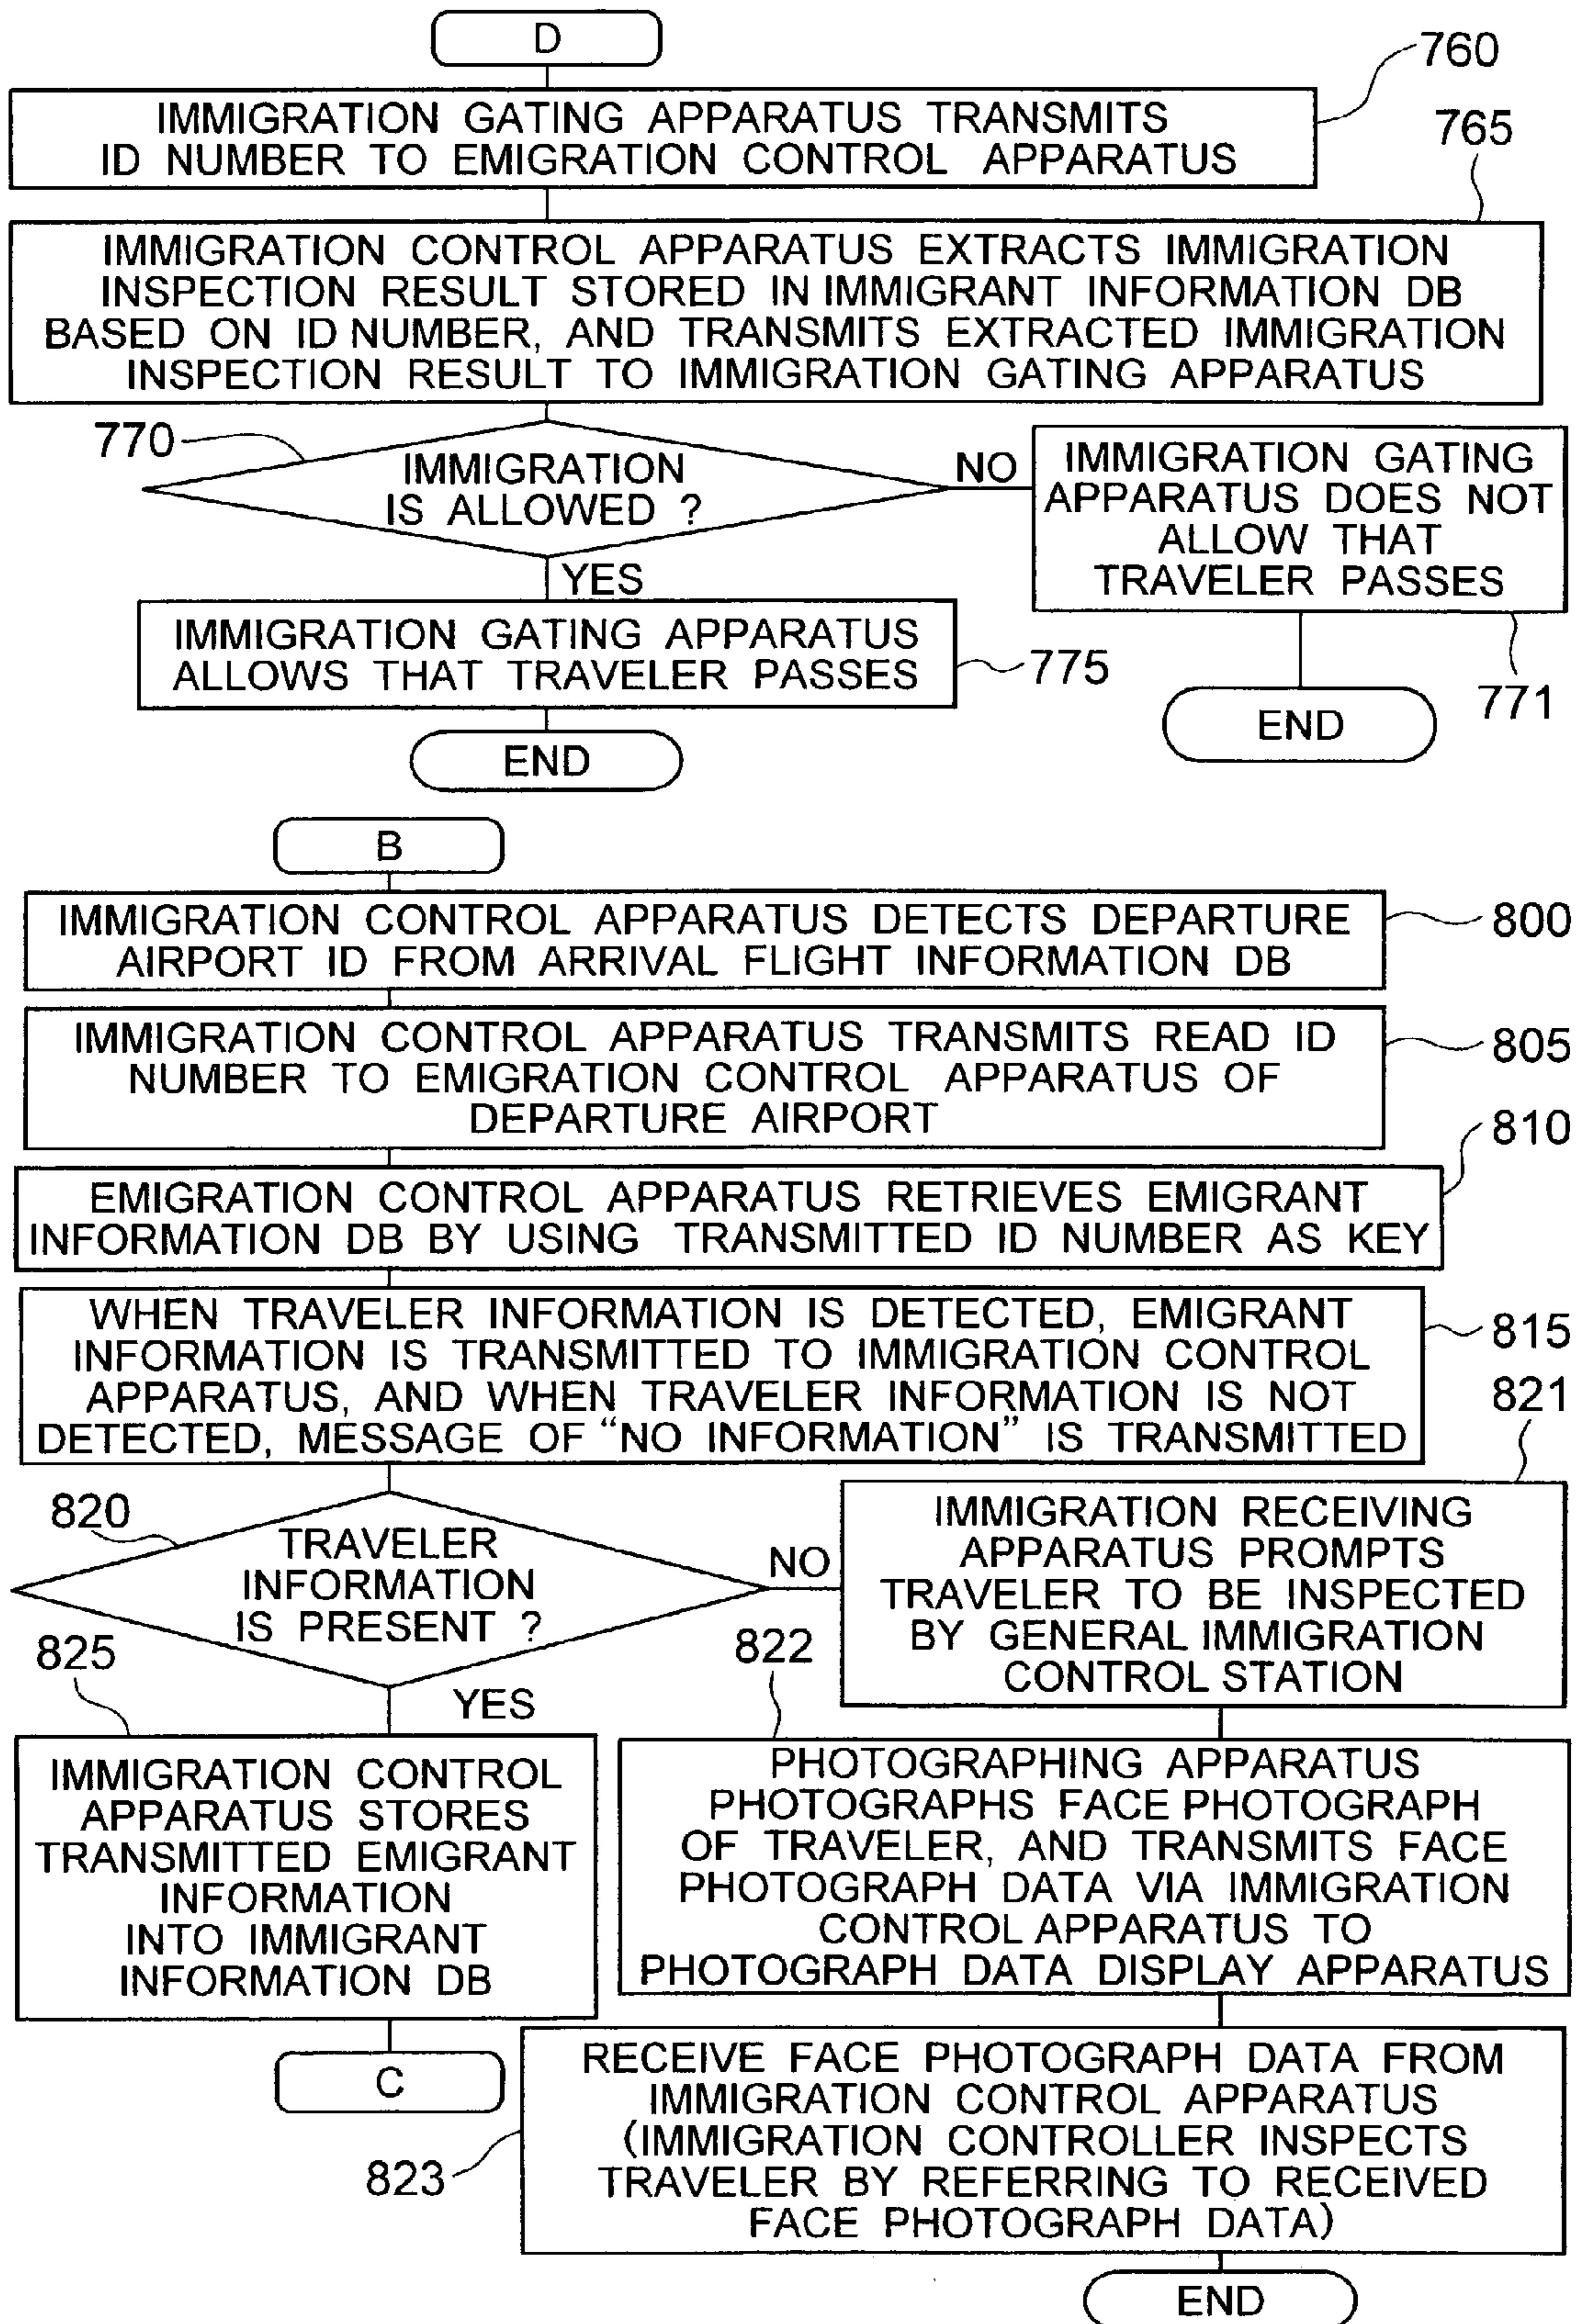 D
760
IMMIGRATION GATING APPARATUS TRANSMITS
ID NUMBER TO EMIGRATION CONTROL APPARATUS
765
IMMIGRATION CONTROL APPARATUS EXTRACTS IMMIGRATION
INSPECTION RESULT STORED IN IMMIGRANT INFORMATION DB
BASED ON ID NUMBER, AND TRANSMITS EXTRACTED IMMIGRATION
INSPECTION RESULT TO IMMIGRATION GATING APPARATUS
770
IMMIGRATION
IS ALLOWED ?
NO
IMMIGRATION GATING
APPARATUS DOES NOT
ALLOW THAT
TRAVELER PASSES
771
END
YES
IMMIGRATION GATING APPARATUS
ALLOWS THAT TRAVELER PASSES
775
END
B
IMMIGRATION CONTROL APPARATUS DETECTS DEPARTURE
AIRPORT ID FROM ARRIVAL FLIGHT INFORMATION DB
800
IMMIGRATION CONTROL APPARATUS TRANSMITS READ ID
NUMBER TO EMIGRATION CONTROL APPARATUS OF
DEPARTURE AIRPORT
805
810
EMIGRATION CONTROL APPARATUS RETRIEVES EMIGRANT
INFORMATION DB BY USING TRANSMITTED ID NUMBER AS KEY
WHEN TRAVELER INFORMATION IS DETECTED, EMIGRANT
INFORMATION IS TRANSMITTED TO IMMIGRATION CONTROL
APPARATUS, AND WHEN TRAVELER INFORMATION IS NOT
DETECTED, MESSAGE OF “NO INFORMATION” IS TRANSMITTED
815
820
TRAVELER
INFORMATION
IS PRESENT ?
NO
821
IMMIGRATION RECEIVING
APPARATUS PROMPTS
TRAVELER TO BE INSPECTED
BY GENERAL IMMIGRATION
CONTROL STATION
YES
825
IMMIGRATION CONTROL
APPARATUS STORES
TRANSMITTED EMIGRANT
INFORMATION
INTO IMMIGRANT
INFORMATION DB
C
822
PHOTOGRAPHING APPARATUS
PHOTOGRAPHS FACE PHOTOGRAPH
OF TRAVELER, AND TRANSMITS FACE
PHOTOGRAPH DATA VIA IMMIGRATION
CONTROL APPARATUS TO
PHOTOGRAPH DATA DISPLAY APPARATUS
823
RECEIVE FACE PHOTOGRAPH DATA FROM
IMMIGRATION CONTROL APPARATUS
(IMMIGRATION CONTROLLER INSPECTS
TRAVELER BY REFERRING TO RECEIVED
FACE PHOTOGRAPH DATA)
END